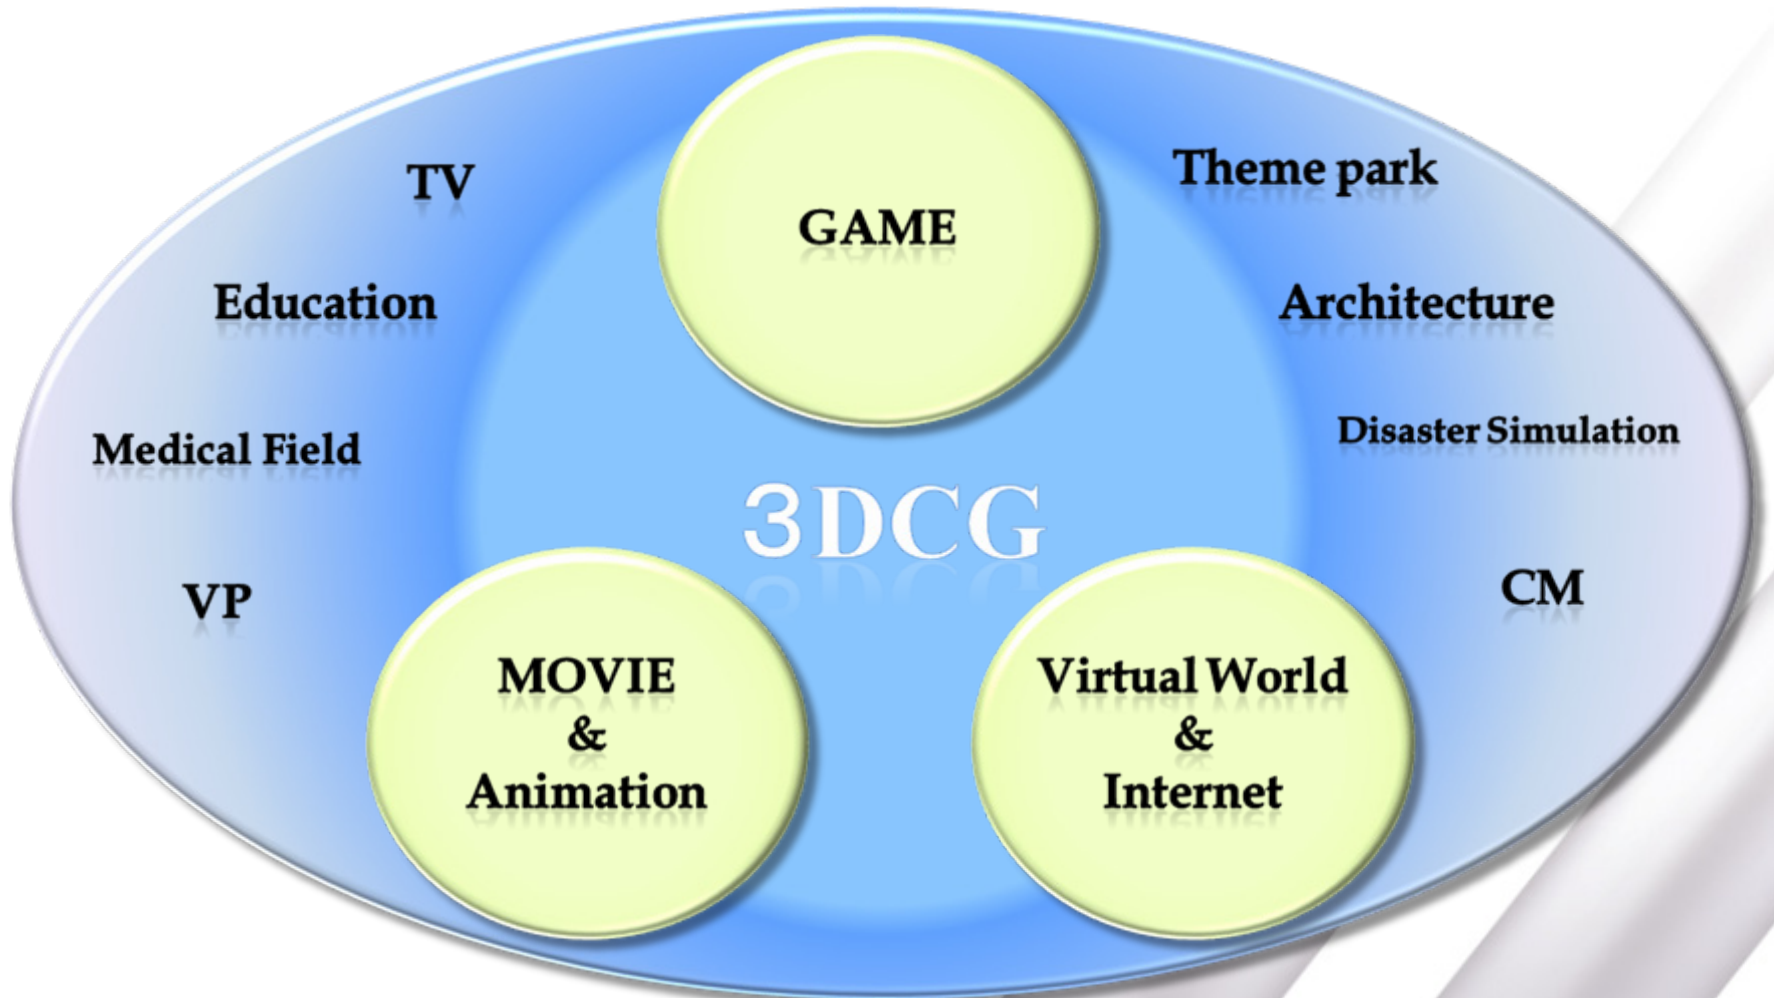 GAME
TV
Theme park
Education
Architecture
Medical Field
Disaster Simulation
3DCG
VP
CM
MOVIE
&
Animation
Virtual World
&
Internet